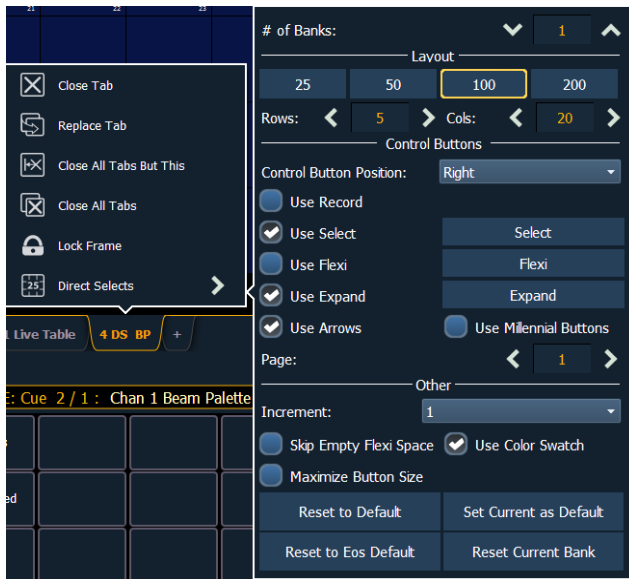 21 22 23
Close Tab
Replace Tab
Close All Tabs But This
Close All Tabs
Lock Frame
25 Direct Selects
Live Table 4 DS BP +
E: Cue 2 / 1 : Chan 1 Beam Palette
ed
# of Banks: 1
Layout
25 50 100 200
Rows: 5 Cols: 20
Control Buttons
Control Button Position: Right
Use Record
Use Select Select
Use Flexi Flexi
Use Expand Expand
Use Arrows Use Millennial Buttons
Page: 1
Other
Increment: 1
Skip Empty Flexi Space Use Color Swatch
Maximize Button Size
Reset to Default Set Current as Default
Reset to Eos Default Reset Current Bank